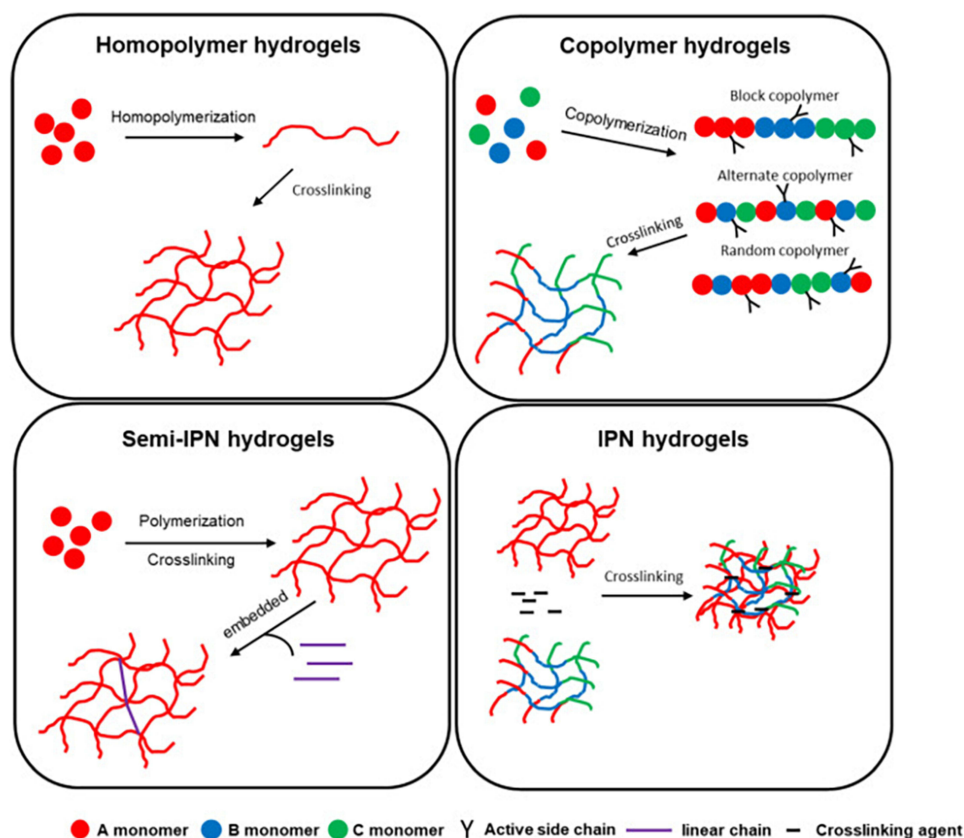 Homopolymer hydrogels
Homopolymerization
Crosslinking
Copolymer hydrogels
Copolymerization
Block copolymer
Alternate copolymer
Crosslinking
Random copolymer
Semi-IPN hydrogels
Polymerization
Crosslinking
embedded
IPN hydrogels
Crosslinking
A monomer B monomer C monomer Active side chain linear chain Crosslinking agent